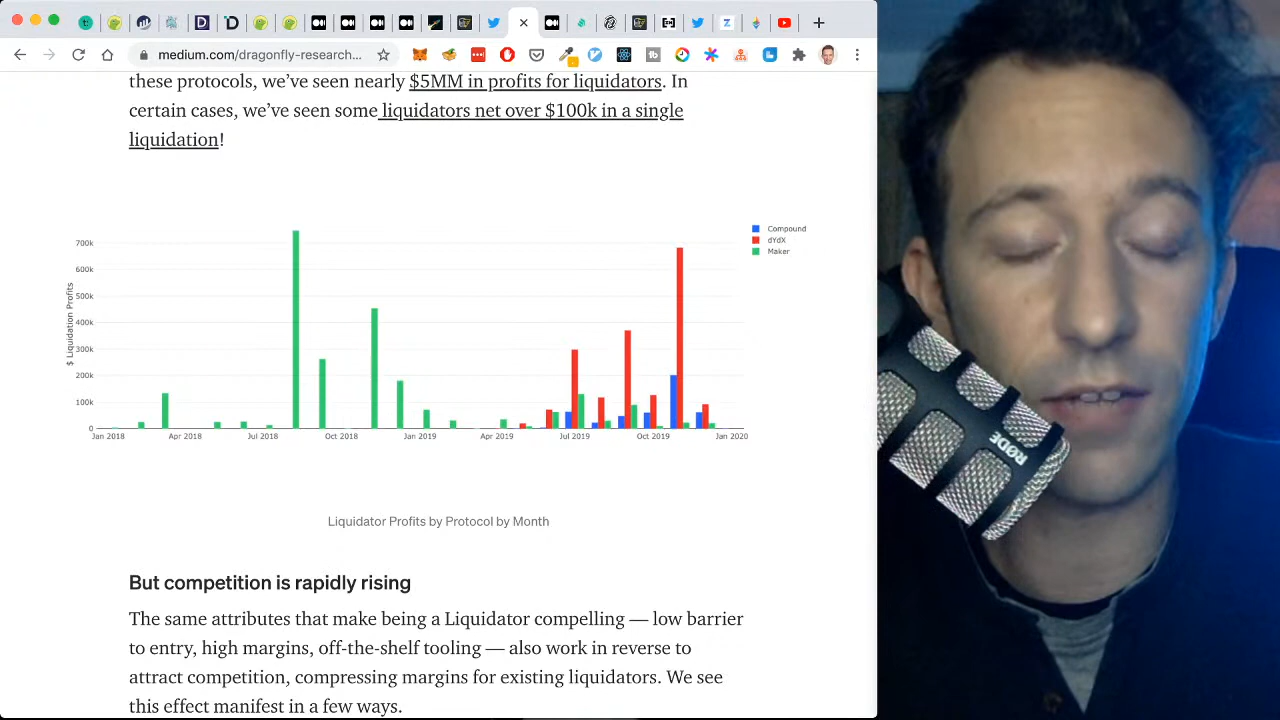 medium.com/dragonfly-research...
these protocols, we've seen nearly $5MM in profits for liquidators. In
certain cases, we've seen some liquidators net over $100k in a single
liquidation!
Compound
dYdX
Maker
700k
600k
500k
400k
300k
200k
100k
0
$ Liquidation Profits
Jan 2018 Apr 2018 Jul 2018 Oct 2018 Jan 2019 Apr 2019 Jul 2019 Oct 2019 Jan 2020
Liquidator Profits by Protocol by Month
But competition is rapidly rising
The same attributes that make being a Liquidator compelling — low barrier
to entry, high margins, off-the-shelf tooling — also work in reverse to
attract competition, compressing margins for existing liquidators. We see
this effect manifest in a few ways.
RØDE